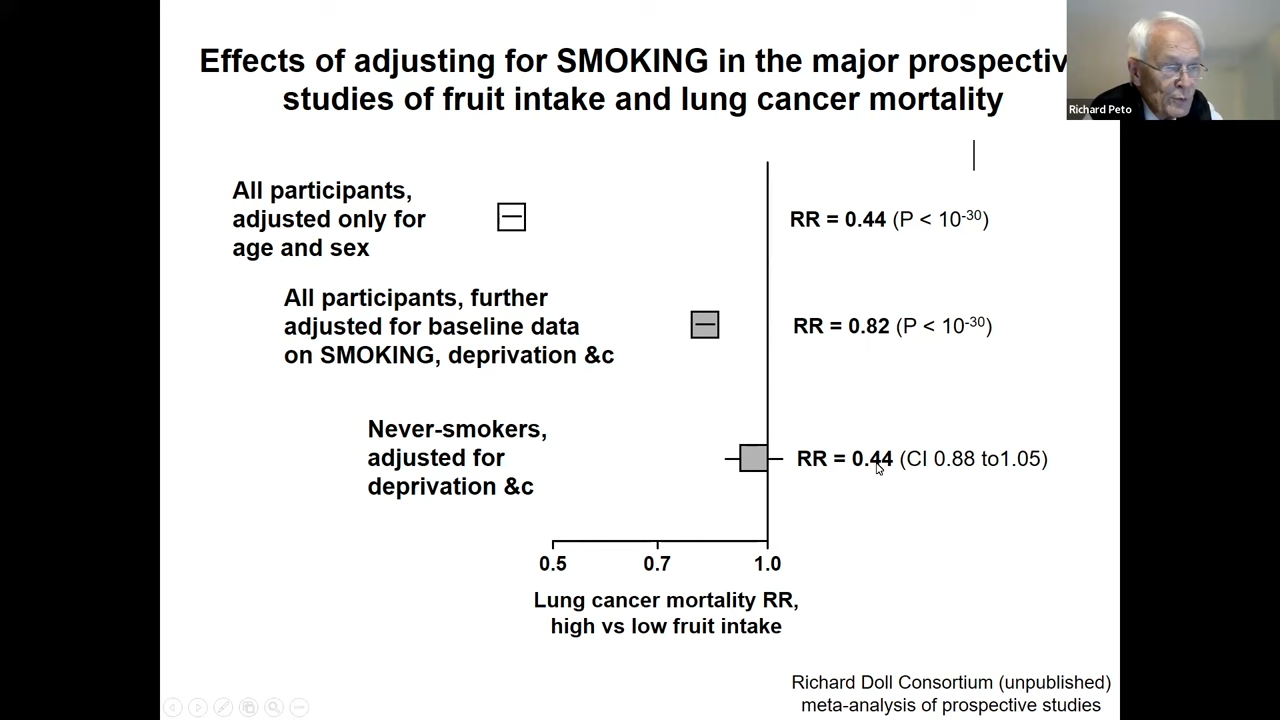 Effects of adjusting for SMOKING in the major prospectiv
studies of fruit intake and lung cancer mortality
Richard Peto
All participants,
adjusted only for
age and sex
RR = 0.44 (P < 10⁻³⁰)
All participants, further
adjusted for baseline data
on SMOKING, deprivation &c
RR = 0.82 (P < 10⁻³⁰)
Never-smokers,
adjusted for
deprivation &c
RR = 0.44 (CI 0.88 to1.05)
0.5 0.7 1.0
Lung cancer mortality RR,
high vs low fruit intake
Richard Doll Consortium (unpublished)
meta-analysis of prospective studies